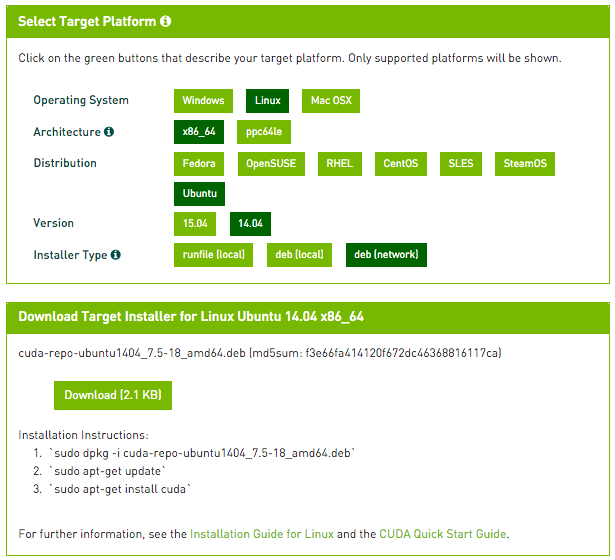 Select Target Platform
Click on the green buttons that describe your target platform. Only supported platforms will be shown.
Operating System Windows Linux Mac OSX
Architecture x86_64 ppc64le
Distribution Fedora OpenSUSE RHEL CentOS SLES SteamOS
Ubuntu
Version 15.04 14.04
Installer Type runfile (local) deb (local) deb (network)
Download Target Installer for Linux Ubuntu 14.04 x86_64
cuda-repo-ubuntu1404_7.5-18_amd64.deb (md5sum: f3e66fa414120f672dc46368816117ca)
Download (2.1 KB)
Installation Instructions:
1. `sudo dpkg -i cuda-repo-ubuntu1404_7.5-18_amd64.deb`
2. `sudo apt-get update`
3. `sudo apt-get install cuda`
For further information, see the Installation Guide for Linux and the CUDA Quick Start Guide.